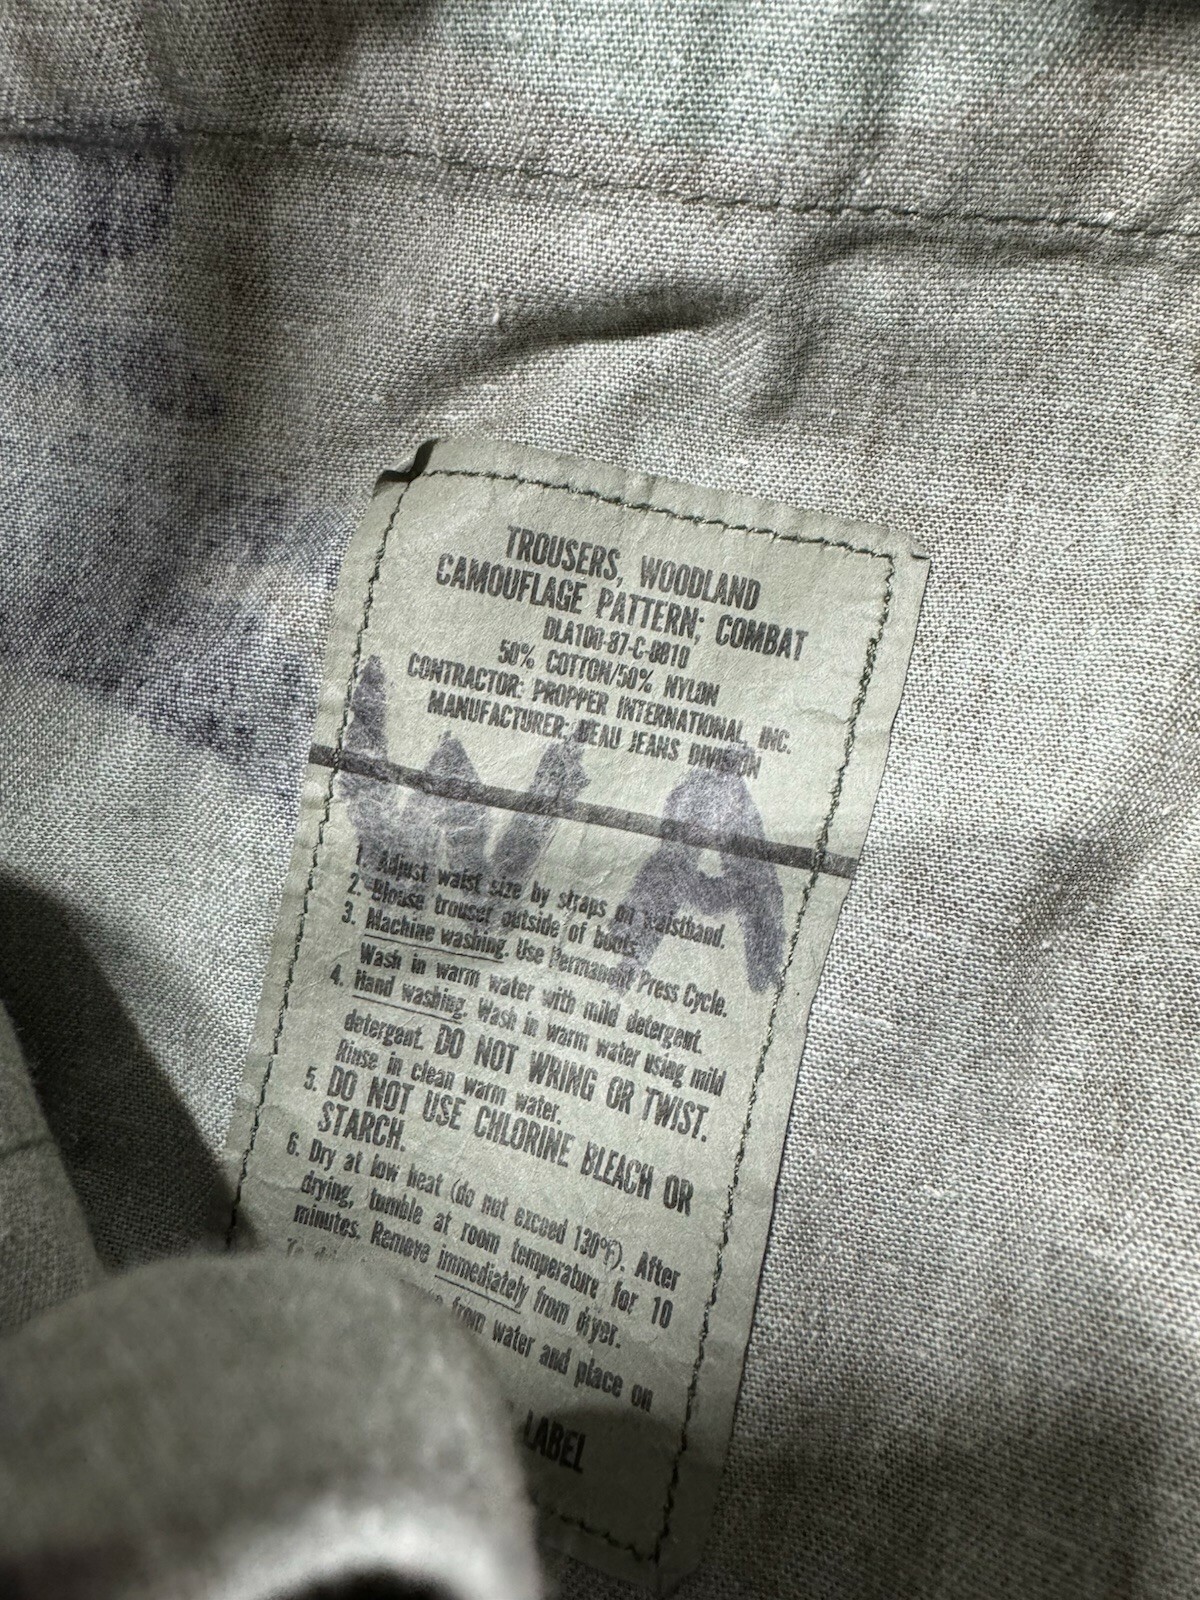 TROUSERS, WOODLAND
CAMOUFLAGE PATTERN; COMBAT
DLA100-87-C-0010
50% COTTON/50% NYLON
CONTRACTOR: PROPPER INTERNATIONAL, INC.
MANUFACTURER: BEAU JEANS DIVISION
1. Adjust waist size by straps on waistband.
2. Blouse trouser outside of boots.
3. Machine washing. Use Permanent Press Cycle.
Wash in warm water with mild detergent.
4. Hand washing. Wash in warm water using mild
detergent. DO NOT WRING OR TWIST.
Rinse in clean warm water.
5. DO NOT USE CHLORINE BLEACH OR
STARCH.
6. Dry at low heat (do not exceed 130°F). After
drying, tumble at room temperature for 10
minutes. Remove immediately from dryer.
from water and place on
LABEL